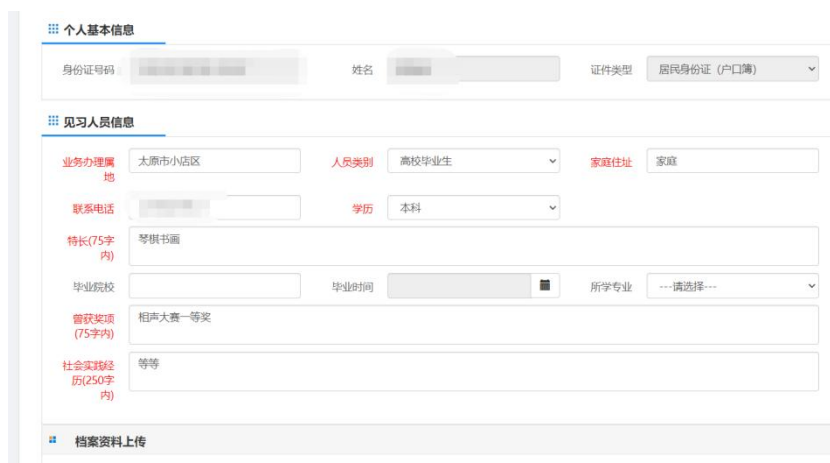 个人基本信息
身份证号码 姓名 证件类型 居民身份证（户口簿）
见习人员信息
业务办理属地 太原市小店区 人员类别 高校毕业生 家庭住址 家庭
联系电话 学历 本科
特长(75字内) 琴棋书画
毕业院校 毕业时间 所学专业 ---请选择---
曾获奖项(75字内) 相声大赛一等奖
社会实践经历(250字内) 等等
档案资料上传